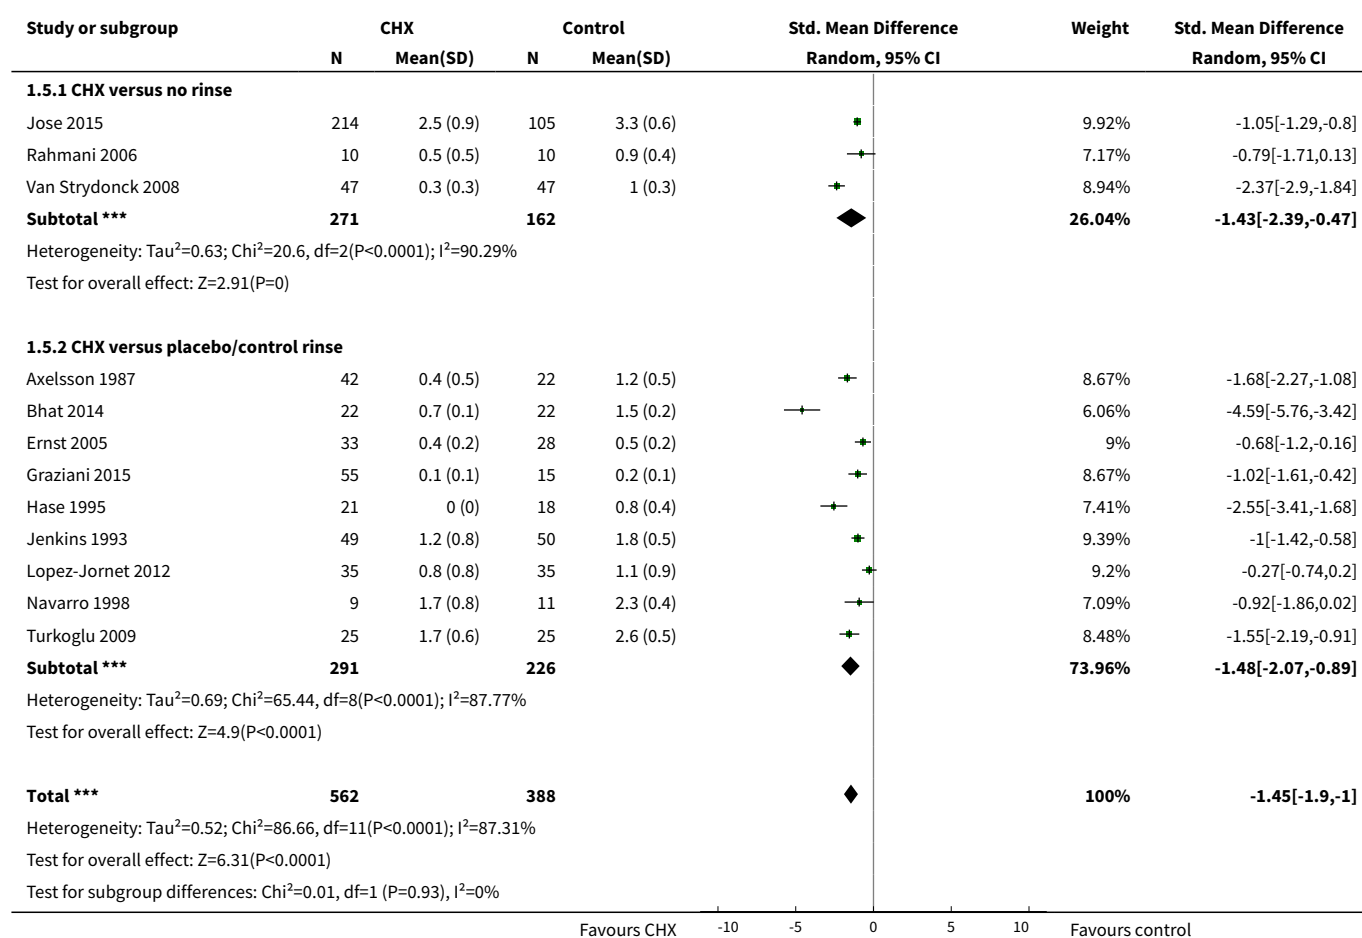 Study or subgroup CHX Control Std. Mean Difference Weight Std. Mean Difference
N Mean(SD) N Mean(SD) Random, 95% CI Random, 95% CI
1.5.1 CHX versus no rinse
Jose 2015 214 2.5 (0.9) 105 3.3 (0.6) 9.92% -1.05[-1.29,-0.8]
Rahmani 2006 10 0.5 (0.5) 10 0.9 (0.4) 7.17% -0.79[-1.71,0.13]
Van Strydonck 2008 47 0.3 (0.3) 47 1 (0.3) 8.94% -2.37[-2.9,-1.84]
Subtotal *** 271 162 26.04% -1.43[-2.39,-0.47]
Heterogeneity: Tau²=0.63; Chi²=20.6, df=2(P<0.0001); I²=90.29%
Test for overall effect: Z=2.91(P=0)
1.5.2 CHX versus placebo/control rinse
Axelsson 1987 42 0.4 (0.5) 22 1.2 (0.5) 8.67% -1.68[-2.27,-1.08]
Bhat 2014 22 0.7 (0.1) 22 1.5 (0.2) 6.06% -4.59[-5.76,-3.42]
Ernst 2005 33 0.4 (0.2) 28 0.5 (0.2) 9% -0.68[-1.2,-0.16]
Graziani 2015 55 0.1 (0.1) 15 0.2 (0.1) 8.67% -1.02[-1.61,-0.42]
Hase 1995 21 0 (0) 18 0.8 (0.4) 7.41% -2.55[-3.41,-1.68]
Jenkins 1993 49 1.2 (0.8) 50 1.8 (0.5) 9.39% -1[-1.42,-0.58]
Lopez-Jornet 2012 35 0.8 (0.8) 35 1.1 (0.9) 9.2% -0.27[-0.74,0.2]
Navarro 1998 9 1.7 (0.8) 11 2.3 (0.4) 7.09% -0.92[-1.86,0.02]
Turkoglu 2009 25 1.7 (0.6) 25 2.6 (0.5) 8.48% -1.55[-2.19,-0.91]
Subtotal *** 291 226 73.96% -1.48[-2.07,-0.89]
Heterogeneity: Tau²=0.69; Chi²=65.44, df=8(P<0.0001); I²=87.77%
Test for overall effect: Z=4.9(P<0.0001)
Total *** 562 388 100% -1.45[-1.9,-1]
Heterogeneity: Tau²=0.52; Chi²=86.66, df=11(P<0.0001); I²=87.31%
Test for overall effect: Z=6.31(P<0.0001)
Test for subgroup differences: Chi²=0.01, df=1 (P=0.93), I²=0%
Favours CHX -10 -5 0 5 10 Favours control